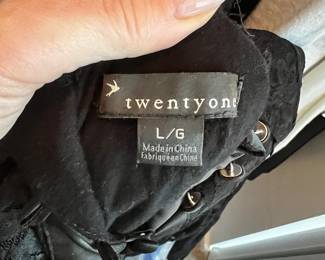 twentyone
L/G
Made in China
Fabriqué en Chine